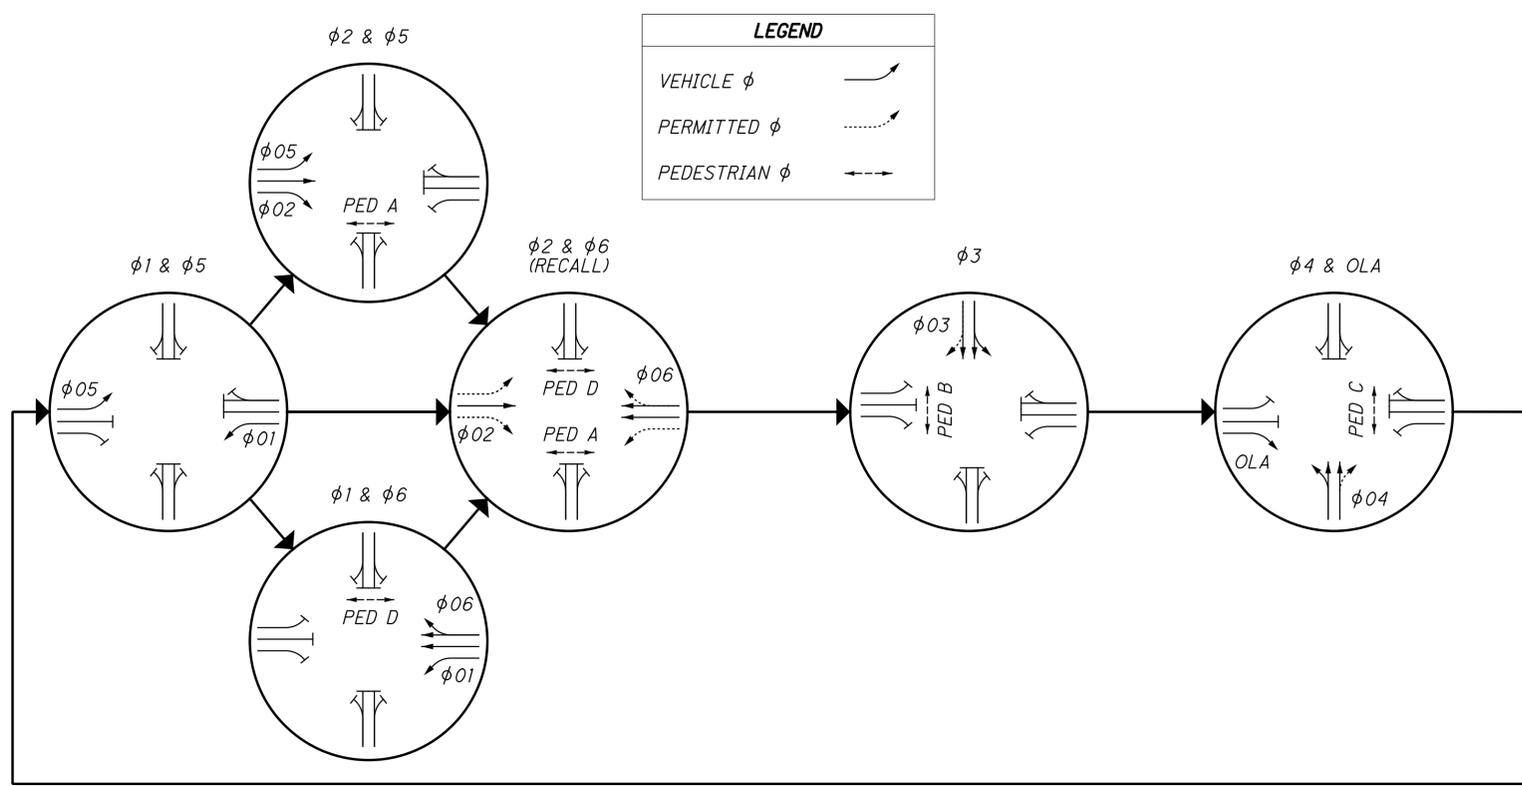 LEGEND
VEHICLE ϕ
PERMITTED ϕ
PEDESTRIAN ϕ
ϕ2 & ϕ5
ϕ05
ϕ02
PED A
ϕ1 & ϕ5
ϕ05
ϕ01
ϕ2 & ϕ6
(RECALL)
PED D
ϕ06
ϕ02
PED A
ϕ1 & ϕ6
PED D
ϕ06
ϕ01
ϕ3
ϕ03
PED B
ϕ4 & OLA
PED C
OLA
ϕ04